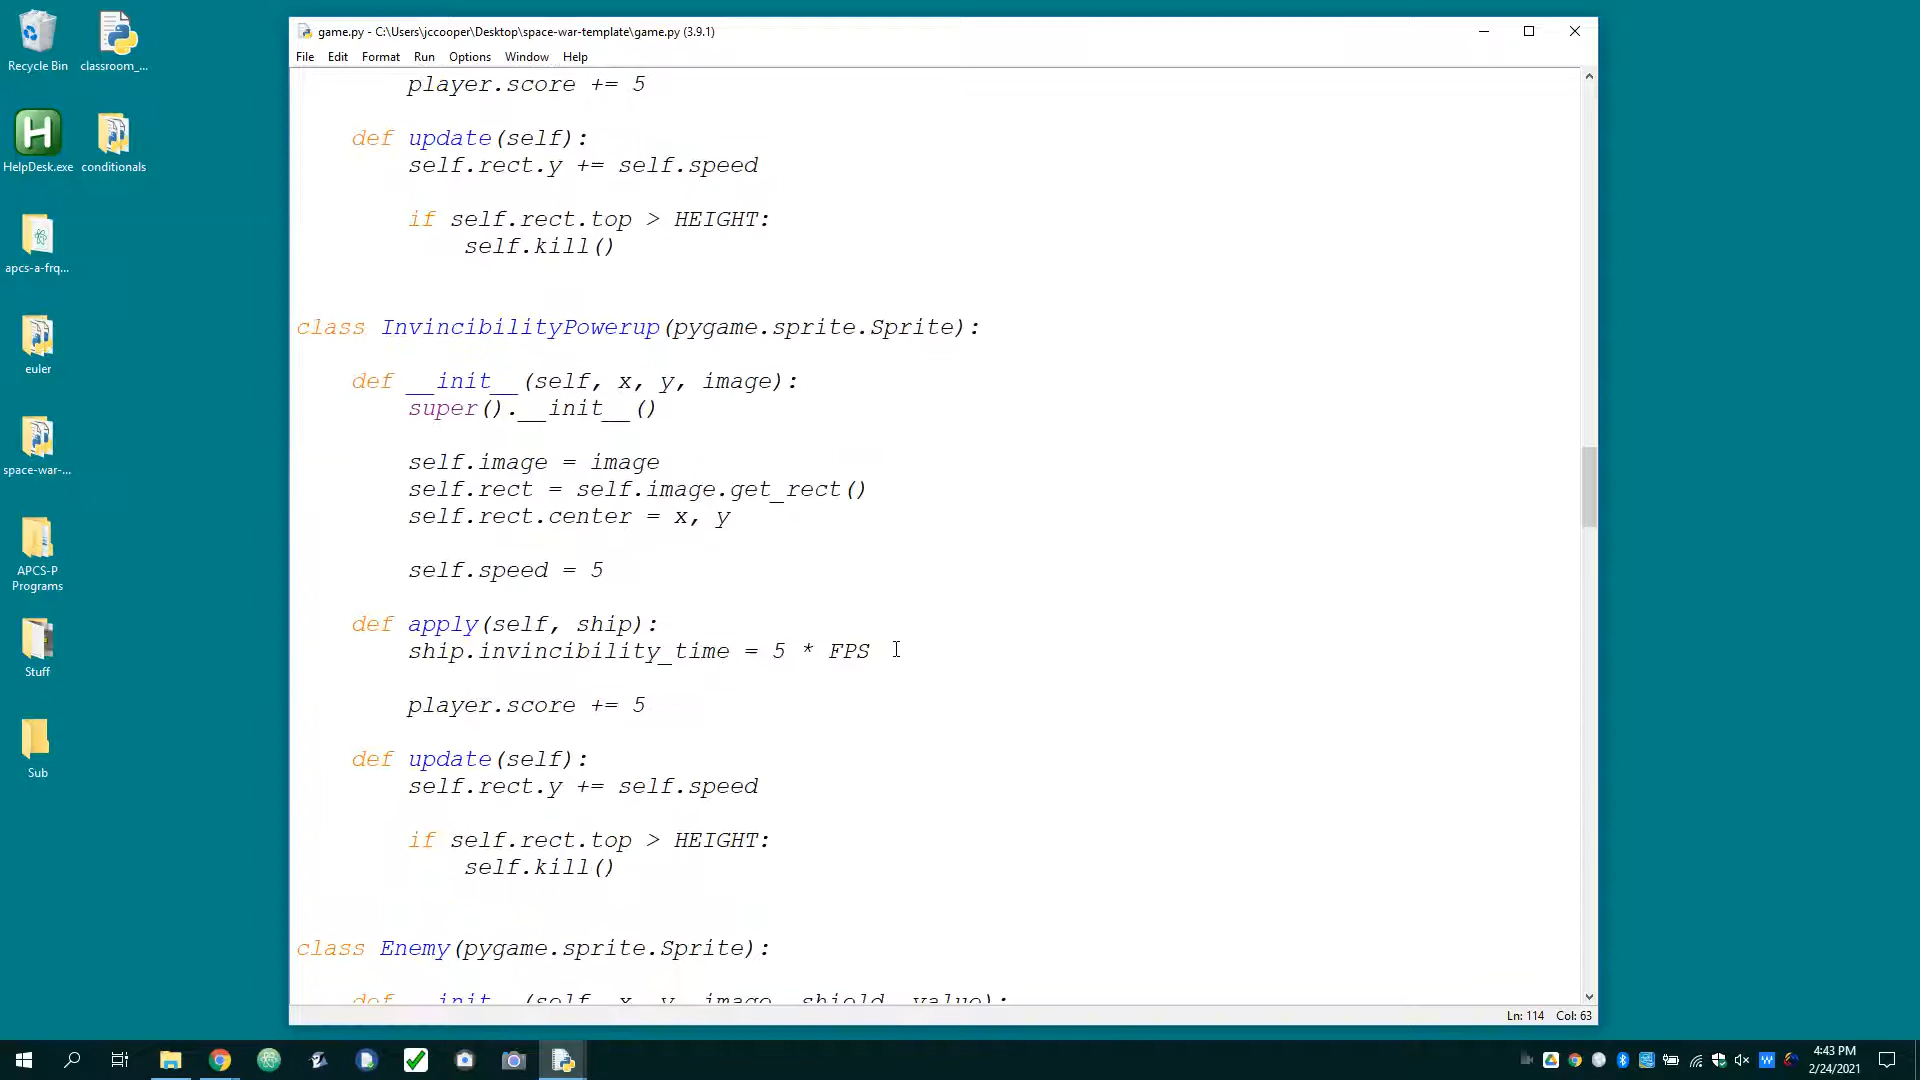 game.py - C:\Users\jccooper\Desktop\space-war-template\game.py (3.9.1)
File Edit Format Run Options Window Help
Recycle Bin
classroom_...
HelpDesk.exe
conditionals
apcs-a-frq...
euler
space-war-...
APCS-P
Programs
Stuff
Sub
player.score += 5
def update(self):
self.rect.y += self.speed
if self.rect.top > HEIGHT:
self.kill()
class InvincibilityPowerup(pygame.sprite.Sprite):
def __init__(self, x, y, image):
super().__init__()
self.image = image
self.rect = self.image.get_rect()
self.rect.center = x, y
self.speed = 5
def apply(self, ship):
ship.invincibility_time = 5 * FPS
player.score += 5
def update(self):
self.rect.y += self.speed
if self.rect.top > HEIGHT:
self.kill()
class Enemy(pygame.sprite.Sprite):
def __init__(self, x, y, image, shield, value):
Ln: 114 Col: 63
4:43 PM
2/24/2021